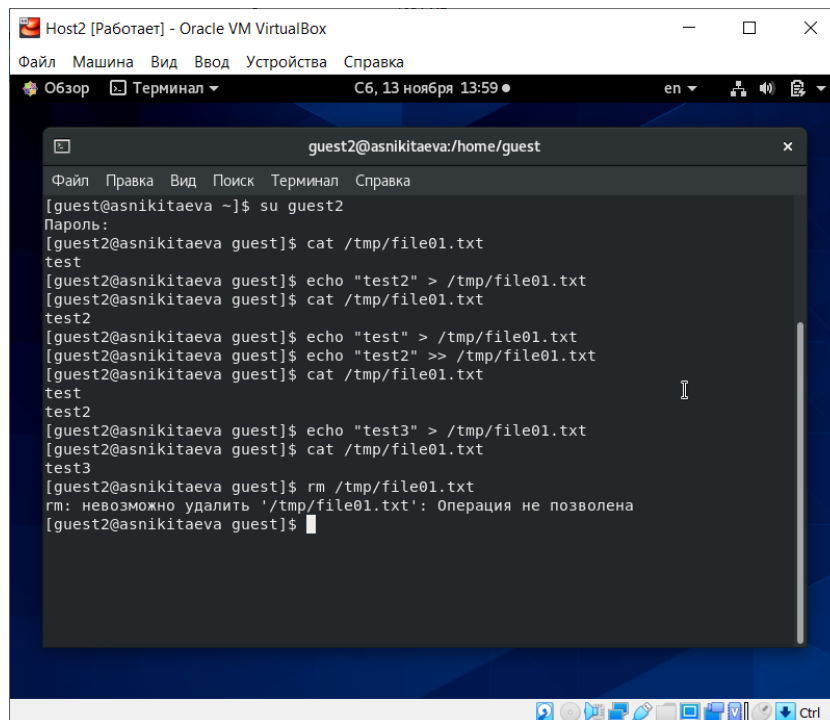 Host2 [Работает] - Oracle VM VirtualBox
Файл Машина Вид Ввод Устройства Справка
Обзор Терминал Сб, 13 ноября 13:59 en
guest2@asnikitaeva:/home/guest
Файл Правка Вид Поиск Терминал Справка
[guest@asnikitaeva ~]$ su guest2
Пароль:
[guest2@asnikitaeva guest]$ cat /tmp/file01.txt
test
[guest2@asnikitaeva guest]$ echo "test2" > /tmp/file01.txt
[guest2@asnikitaeva guest]$ cat /tmp/file01.txt
test2
[guest2@asnikitaeva guest]$ echo "test" > /tmp/file01.txt
[guest2@asnikitaeva guest]$ echo "test2" >> /tmp/file01.txt
[guest2@asnikitaeva guest]$ cat /tmp/file01.txt
test
test2
[guest2@asnikitaeva guest]$ echo "test3" > /tmp/file01.txt
[guest2@asnikitaeva guest]$ cat /tmp/file01.txt
test3
[guest2@asnikitaeva guest]$ rm /tmp/file01.txt
rm: невозможно удалить '/tmp/file01.txt': Операция не позволена
[guest2@asnikitaeva guest]$
Ctrl